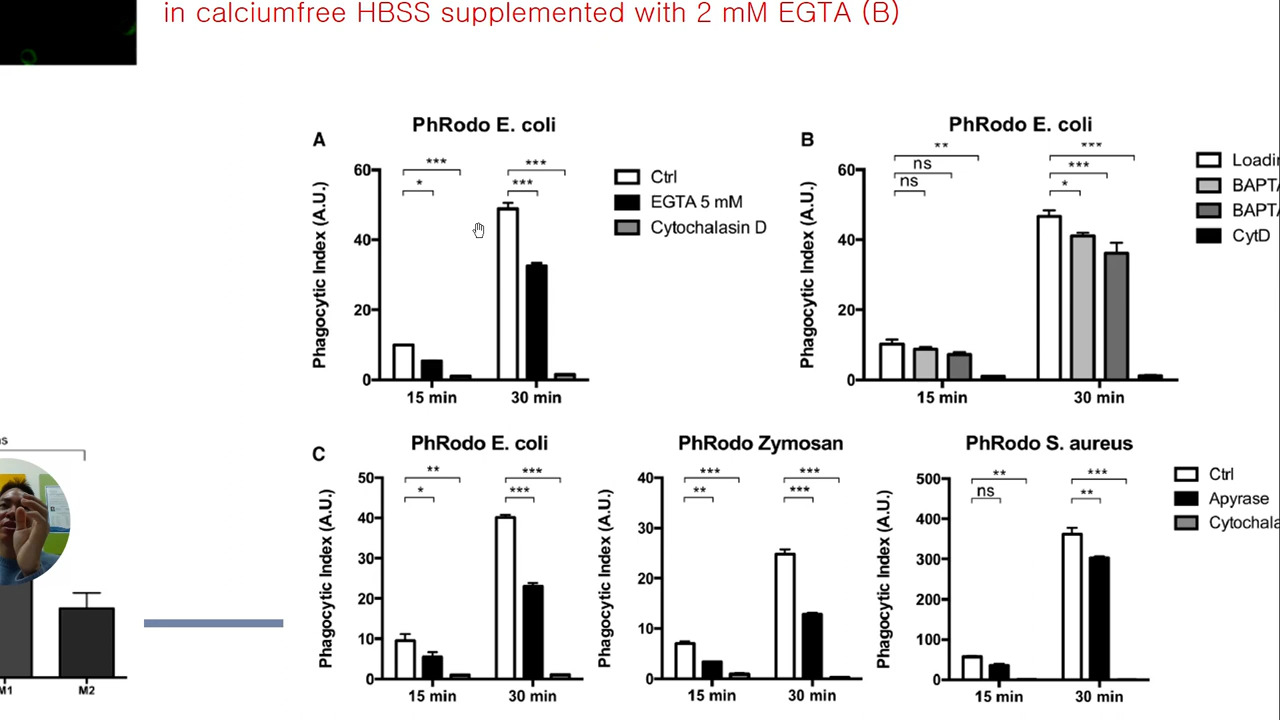 in calciumfree HBSS supplemented with 2 mM EGTA (B)
A
PhRodo E. coli
Phagocytic Index (A.U.)
60
40
20
0
***
*
***
***
15 min
30 min
Ctrl
EGTA 5 mM
Cytochalasin D
B
PhRodo E. coli
Phagocytic Index (A.U.)
60
40
20
0
**
ns
ns
***
***
*
15 min
30 min
CytD
C
PhRodo E. coli
Phagocytic Index (A.U.)
50
40
30
20
10
0
**
*
***
***
15 min
30 min
PhRodo Zymosan
Phagocytic Index (A.U.)
40
30
20
10
0
***
**
***
***
15 min
30 min
PhRodo S. aureus
Phagocytic Index (A.U.)
500
400
300
200
100
0
**
ns
***
**
15 min
30 min
Ctrl
Apyrase
M1
M2